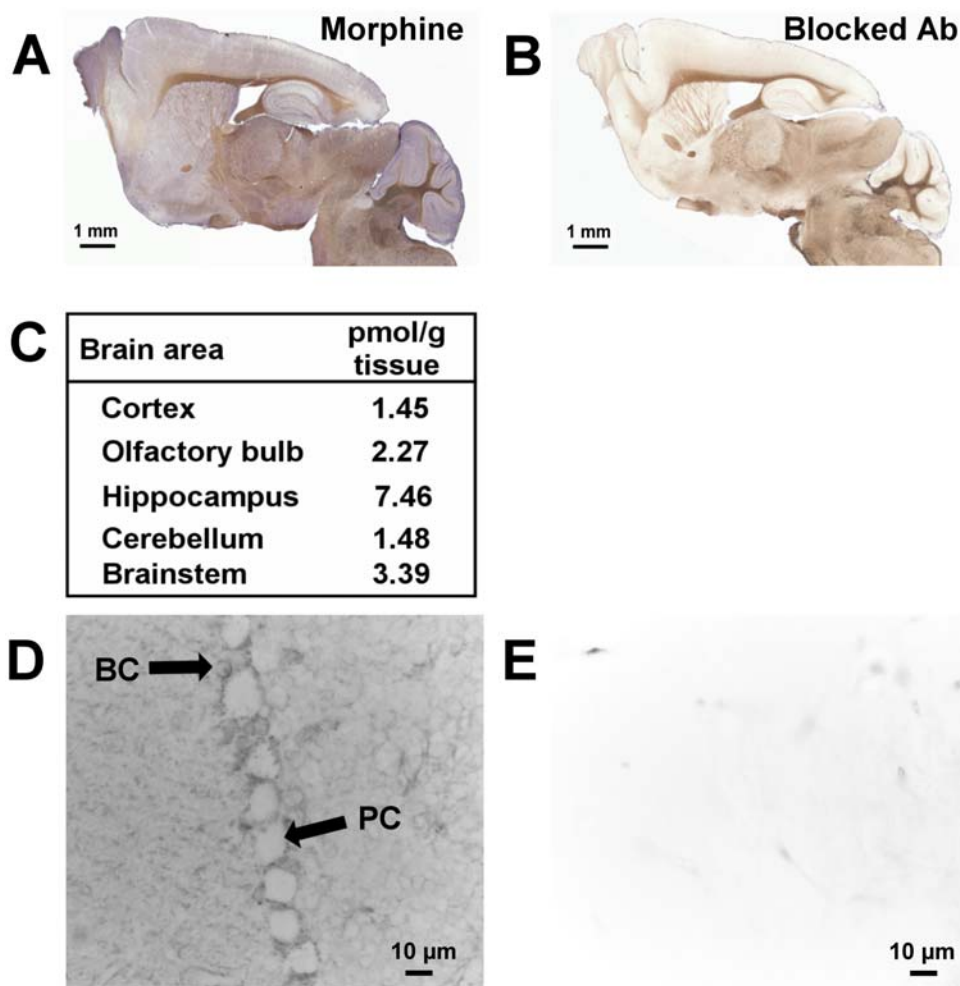 A
Morphine
1 mm
B
Blocked Ab
1 mm
C
Brain area pmol/g tissue
Cortex 1.45
Olfactory bulb 2.27
Hippocampus 7.46
Cerebellum 1.48
Brainstem 3.39
D
BC
PC
10 µm
E
10 µm